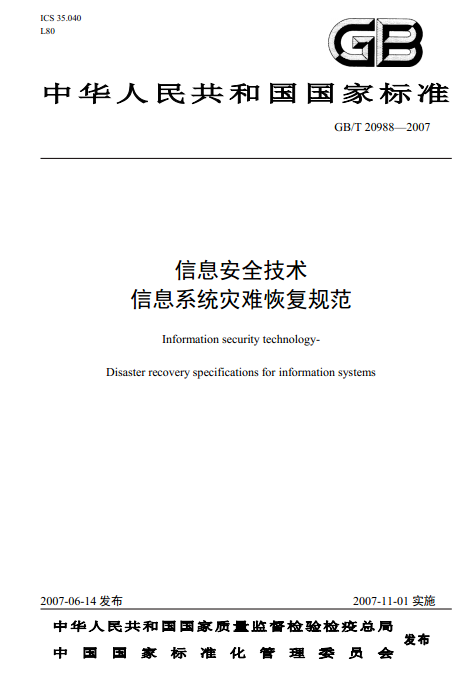 ICS 35.040
L80
GB
中华人民共和国国家标准
GB/T 20988—2007
信息安全技术
信息系统灾难恢复规范
Information security technology-
Disaster recovery specifications for information systems
2007-06-14 发布
2007-11-01 实施
中华人民共和国国家质量监督检验检疫总局
中国国家标准化管理委员会
发布